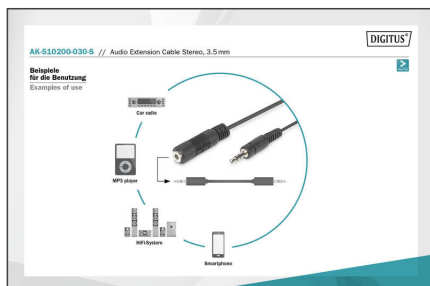 DIGITUS®
AK-510200-030-S // Audio Extension Cable Stereo, 3.5 mm
Beispiele
für die Benutzung
Examples of use
Car radio
MP3 player
HiFi-System
Smartphone